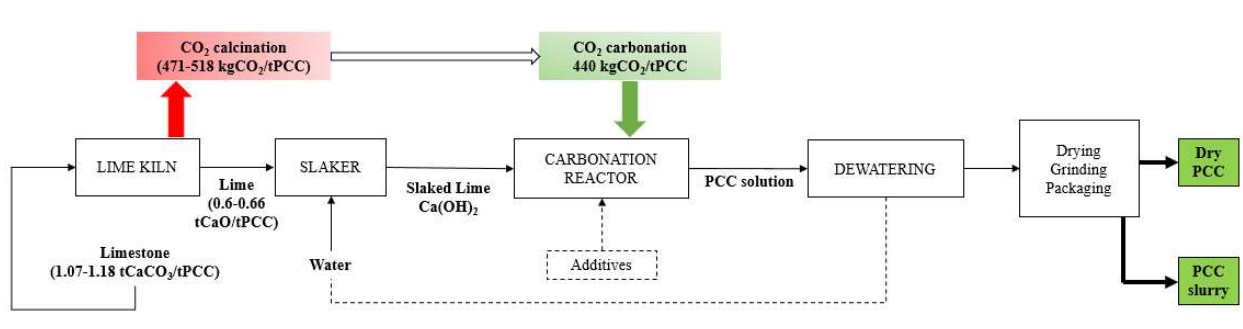 CO₂ calcination
(471-518 kgCO₂/tPCC)
CO₂ carbonation
440 kgCO₂/tPCC
LIME KILN
Lime
(0.6-0.66
tCaO/tPCC)
SLAKER
Slaked Lime
Ca(OH)₂
CARBONATION
REACTOR
PCC solution
DEWATERING
Drying
Grinding
Packaging
Dry
PCC
Limestone
(1.07-1.18 tCaCO₃/tPCC)
Water
Additives
PCC
slurry